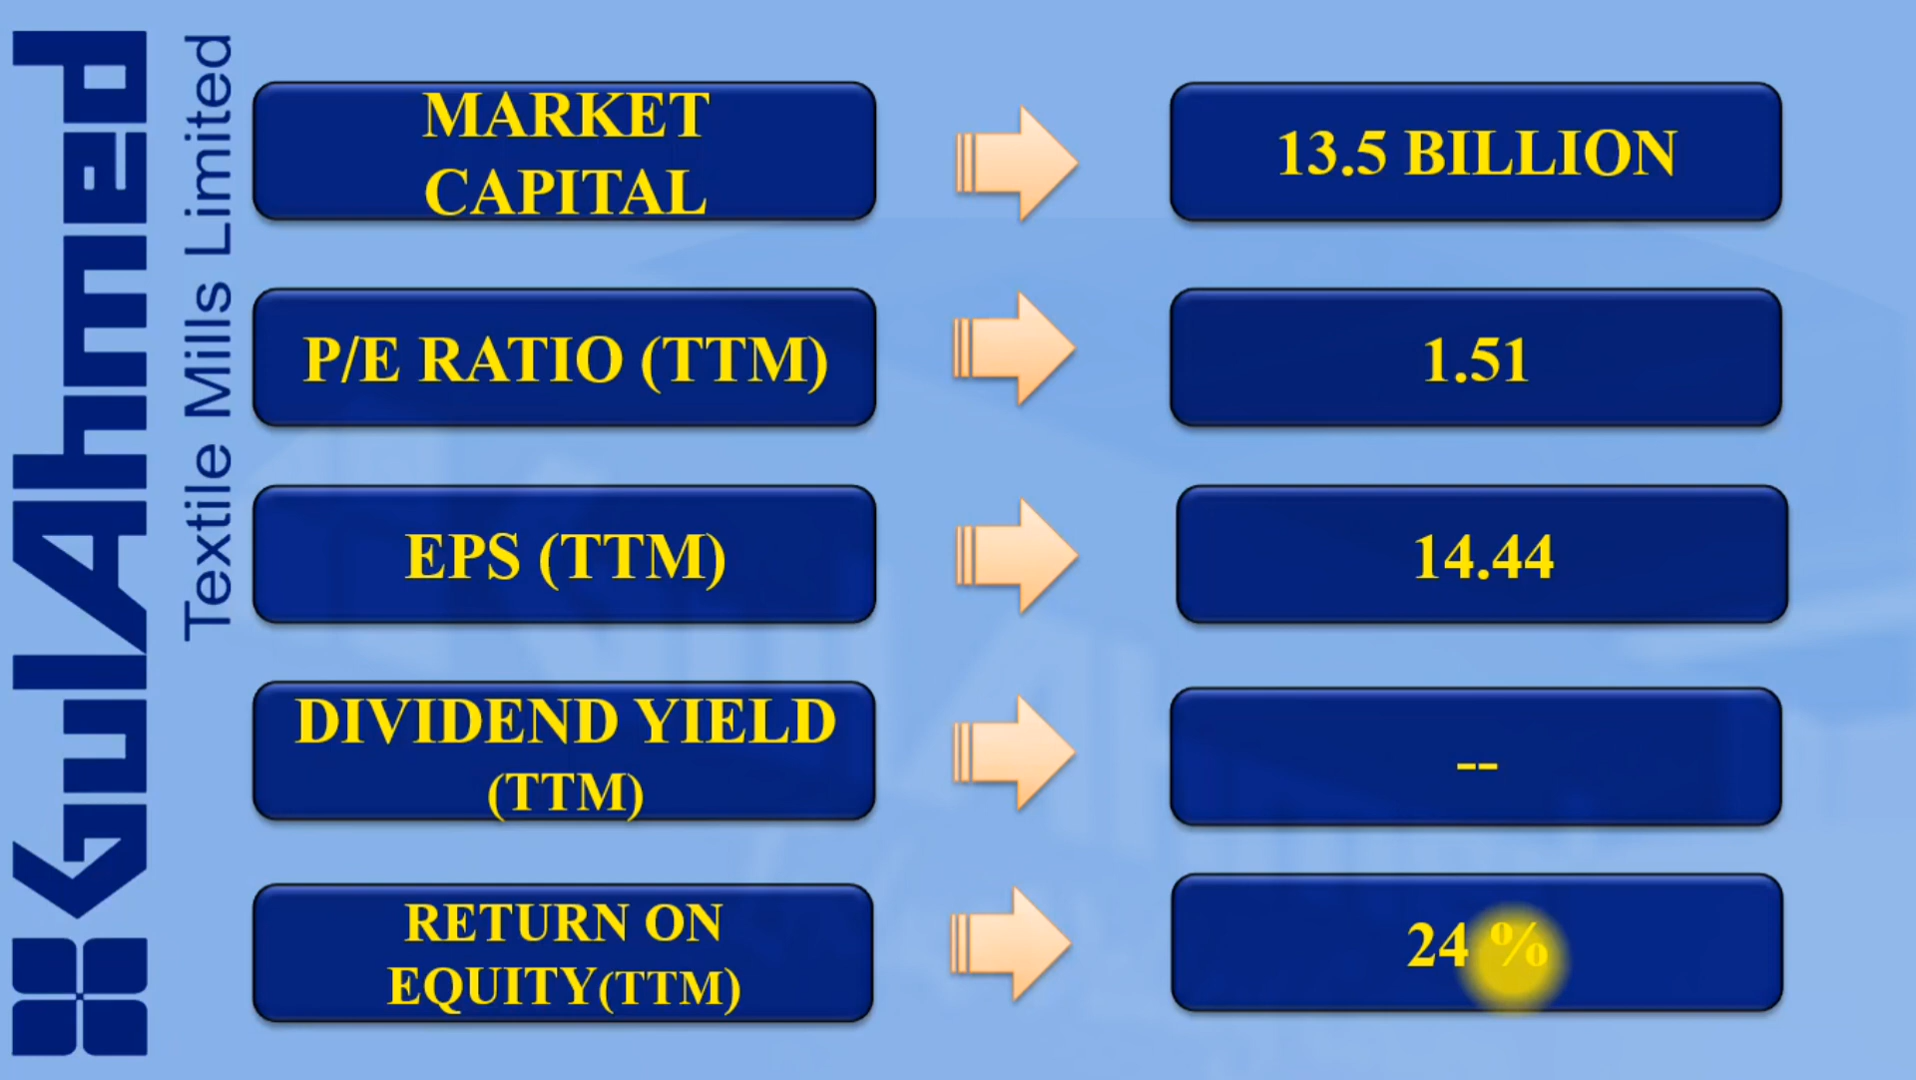 GulAhmed
Textile Mills Limited
MARKET
CAPITAL
13.5 BILLION
P/E RATIO (TTM)
1.51
EPS (TTM)
14.44
DIVIDEND YIELD
(TTM)
--
RETURN ON
EQUITY(TTM)
24 %